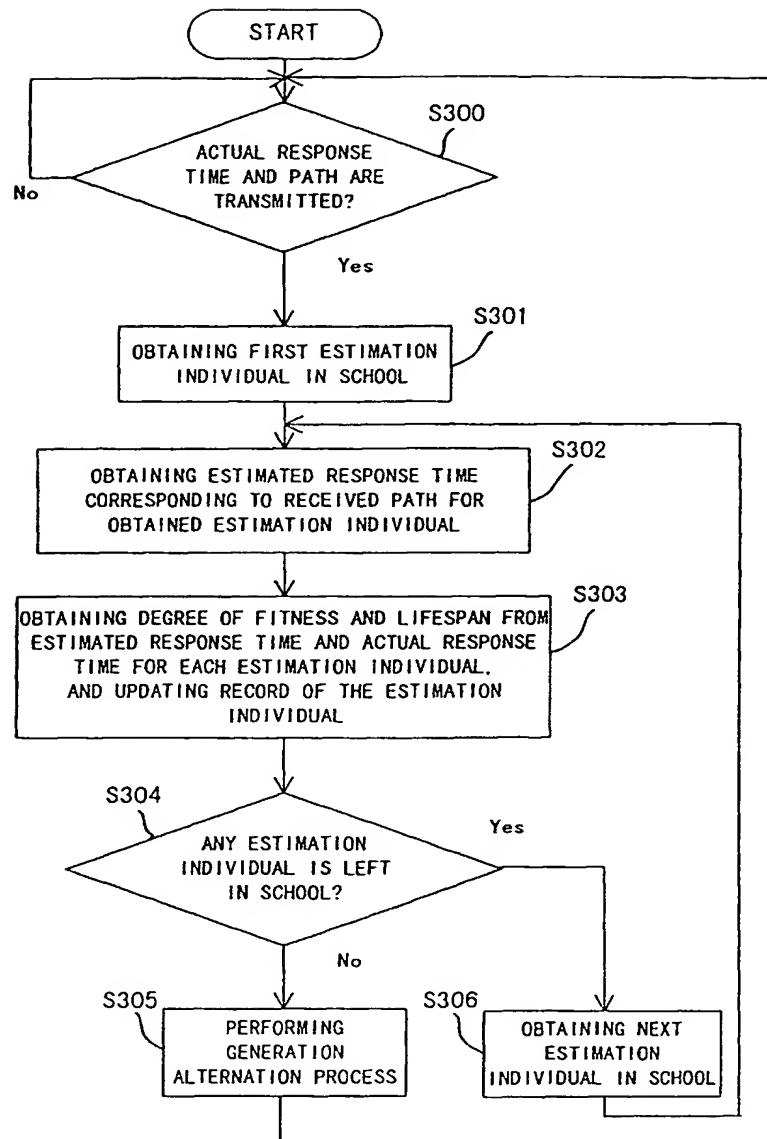 START
S300
ACTUAL RESPONSE
TIME AND PATH ARE
TRANSMITTED?
No
Yes
S301
OBTAINING FIRST ESTIMATION
INDIVIDUAL IN SCHOOL
S302
OBTAINING ESTIMATED RESPONSE TIME
CORRESPONDING TO RECEIVED PATH FOR
OBTAINED ESTIMATION INDIVIDUAL
S303
OBTAINING DEGREE OF FITNESS AND LIFESPAN FROM
ESTIMATED RESPONSE TIME AND ACTUAL RESPONSE
TIME FOR EACH ESTIMATION INDIVIDUAL.
AND UPDATING RECORD OF THE ESTIMATION
INDIVIDUAL
S304
Yes
ANY ESTIMATION
INDIVIDUAL IS LEFT
IN SCHOOL?
No
S305
PERFORMING
GENERATION
ALTERNATION PROCESS
S306
OBTAINING NEXT
ESTIMATION
INDIVIDUAL IN SCHOOL